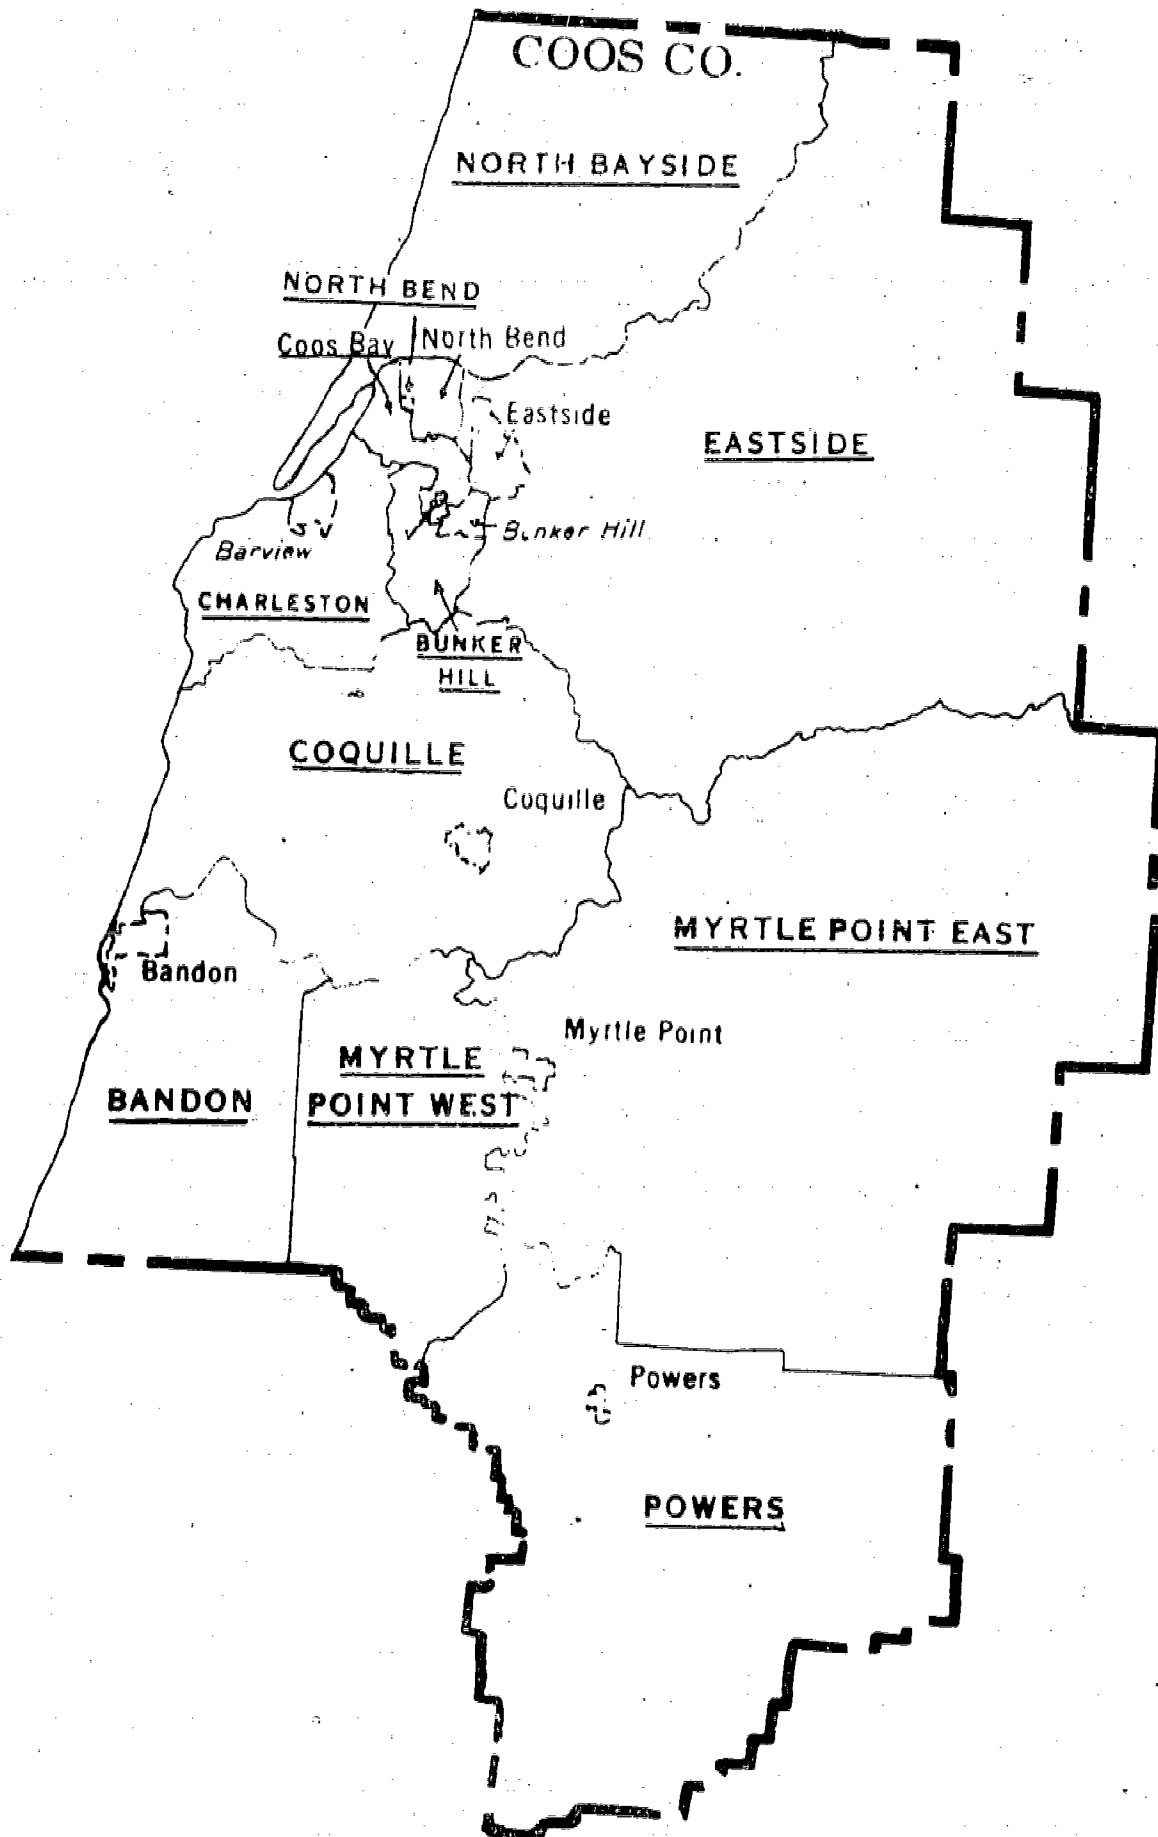 COOS CO.
NORTH BAYSIDE
NORTH BEND
Coos Bay
North Bend
Eastside
EASTSIDE
Bunker Hill
Barview
CHARLESTON
BUNKER
HILL
COQUILLE
Coquille
MYRTLE POINT EAST
Bandon
Myrtle Point
MYRTLE
POINT WEST
BANDON
Powers
POWERS